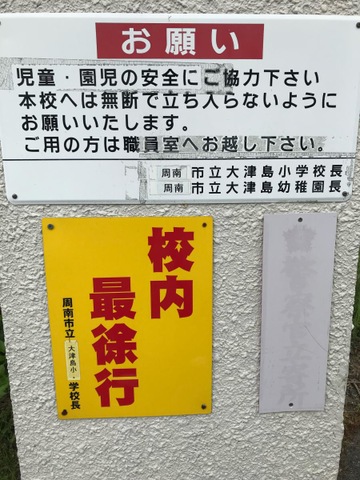 お願い
児童・園児の安全にご協力下さい
本校へは無断で立ち入らないように
お願いいたします。
ご用の方は職員室へお越し下さい。
周南 市立大津島小学校長
周南 市立大津島幼稚園長
校内
最徐行
周南市立大津島小・学校長